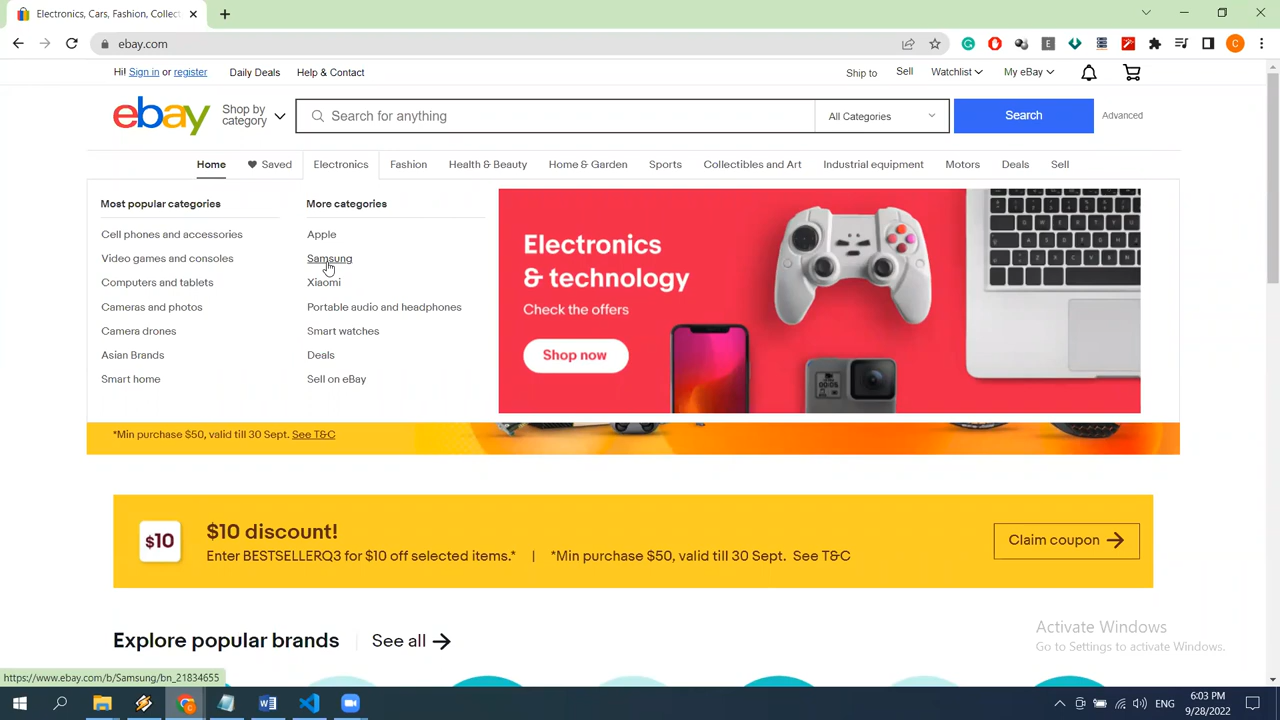 Electronics, Cars, Fashion, Collect
ebay.com
E
C
Hi! Sign in or register
Daily Deals
Help & Contact
Ship to
Sell
Watchlist
My eBay
ebay
Shop by
category
Search for anything
All Categories
Search
Advanced
Home
Saved
Electronics
Fashion
Health & Beauty
Home & Garden
Sports
Collectibles and Art
Industrial equipment
Motors
Deals
Sell
Most popular categories
Cell phones and accessories
Video games and consoles
Computers and tablets
Cameras and photos
Camera drones
Asian Brands
Smart home
More categories
Apple
Samsung
Xiaomi
Portable audio and headphones
Smart watches
Deals
Sell on eBay
Electronics
& technology
Check the offers
Shop now
*Min purchase $50, valid till 30 Sept. See T&C
$10
$10 discount!
Enter BESTSELLERQ3 for $10 off selected items.* | *Min purchase $50, valid till 30 Sept. See T&C
Claim coupon
Explore popular brands
See all
Activate Windows
Go to Settings to activate Windows.
https://www.ebay.com/b/Samsung/bn_21834655
ENG
6:03 PM
9/28/2022